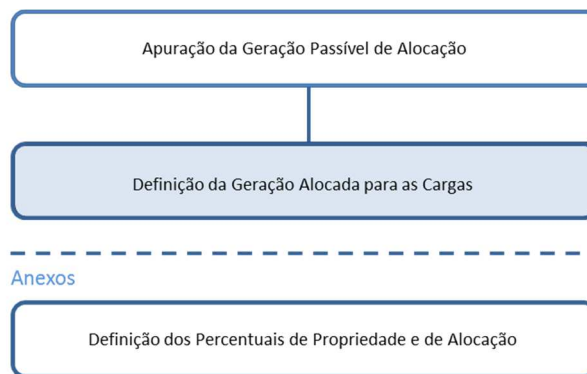 Apuração da Geração Passível de Alocação
Definição da Geração Alocada para as Cargas
Anexos
Definição dos Percentuais de Propriedade e de Alocação